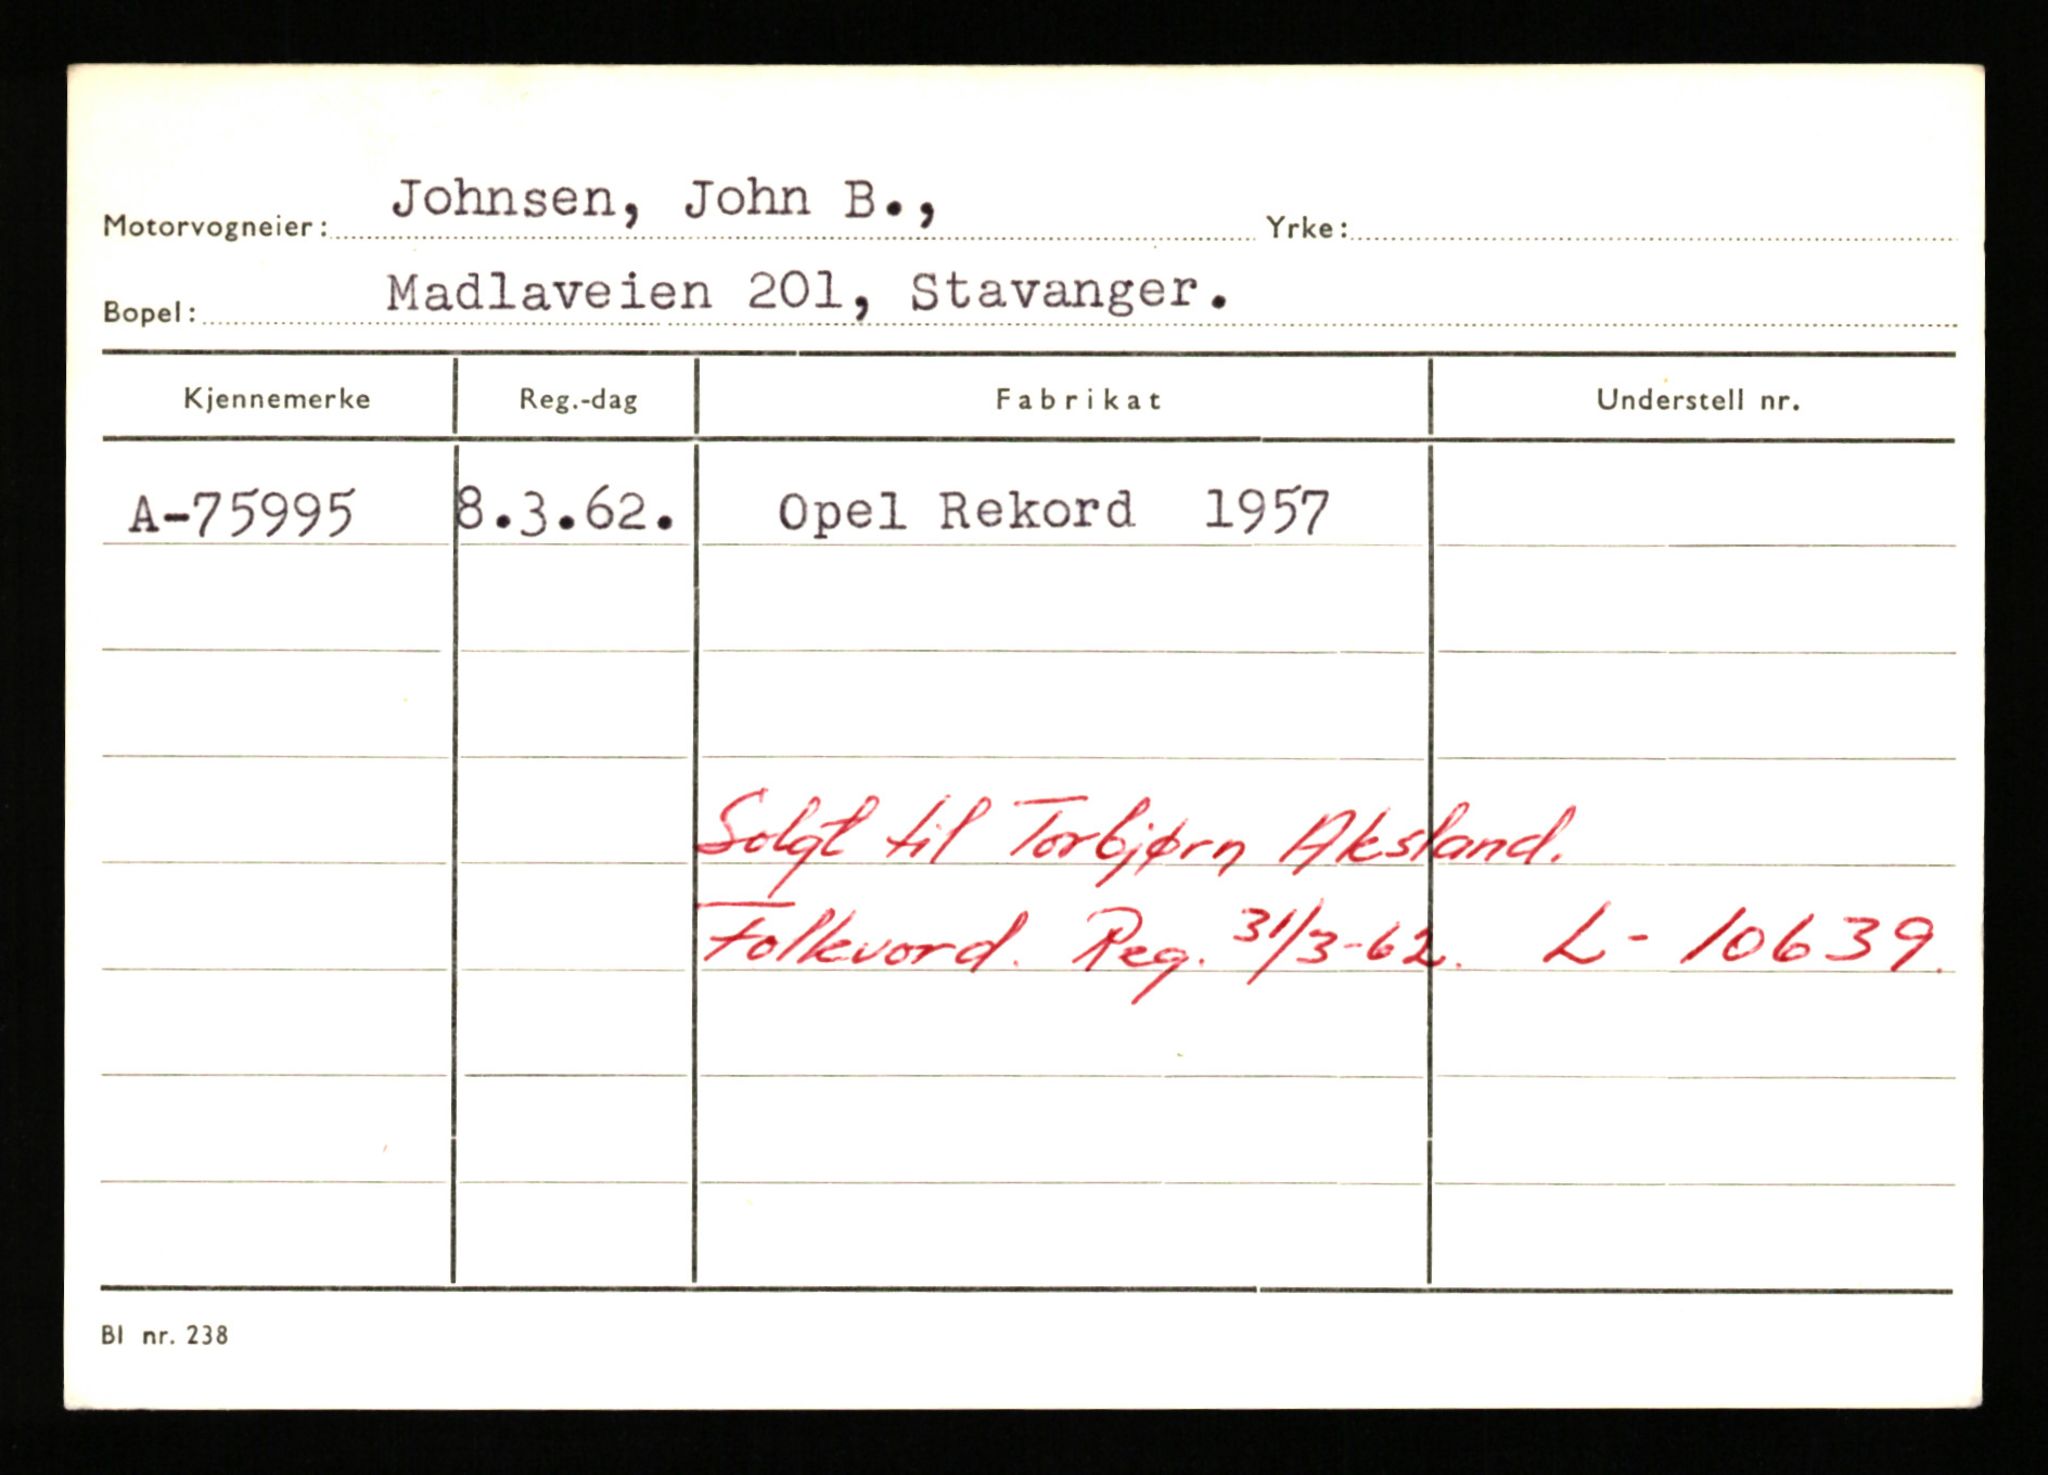 Motorvogneier: Johnsen, John B., Yrke:
Bopel: Madlaveien 201, Stavanger.
Kjennemerke Reg.-dag Fabrikat Understell nr.
A-75995 8.3.62. Opel Rekord 1957
Solgt til Torbjørn Aksland.
Folkvord. Reg. 31/3-62. L- 10639.
Bl nr. 238